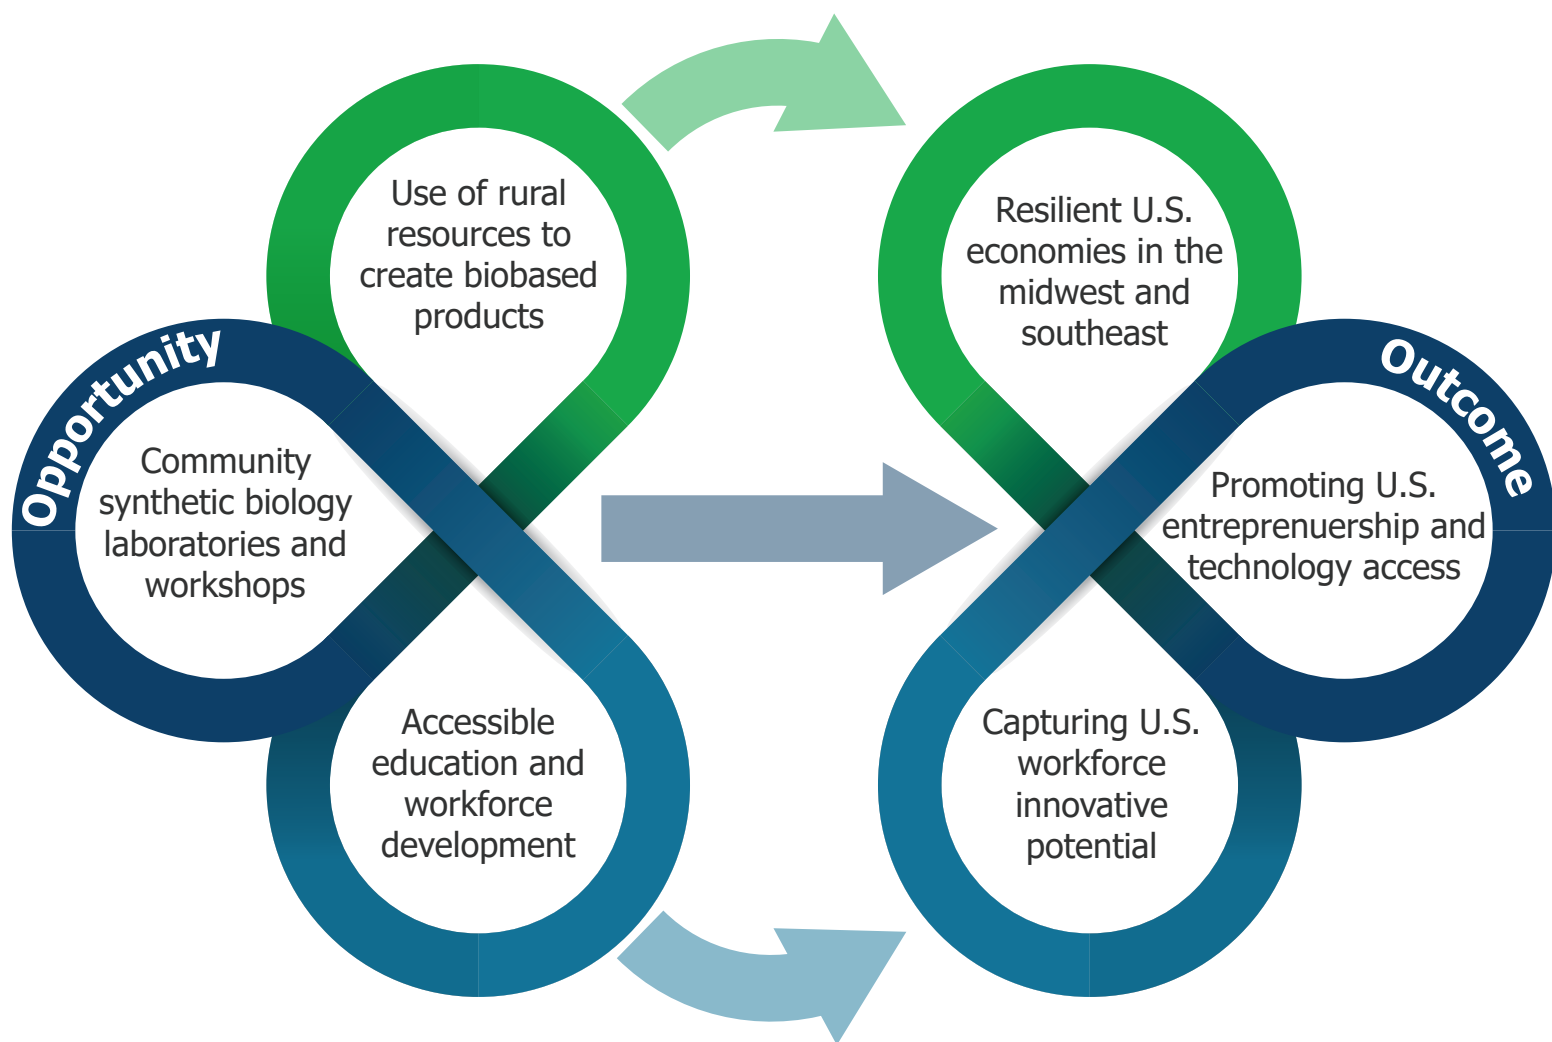 Opportunity
Use of rural
resources to
create biobased
products
Community
synthetic biology
laboratories and
workshops
Accessible
education and
workforce
development
Outcome
Resilient U.S.
economies in the
midwest and
southeast
Promoting U.S.
entreprenuership and
technology access
Capturing U.S.
workforce
innovative
potential